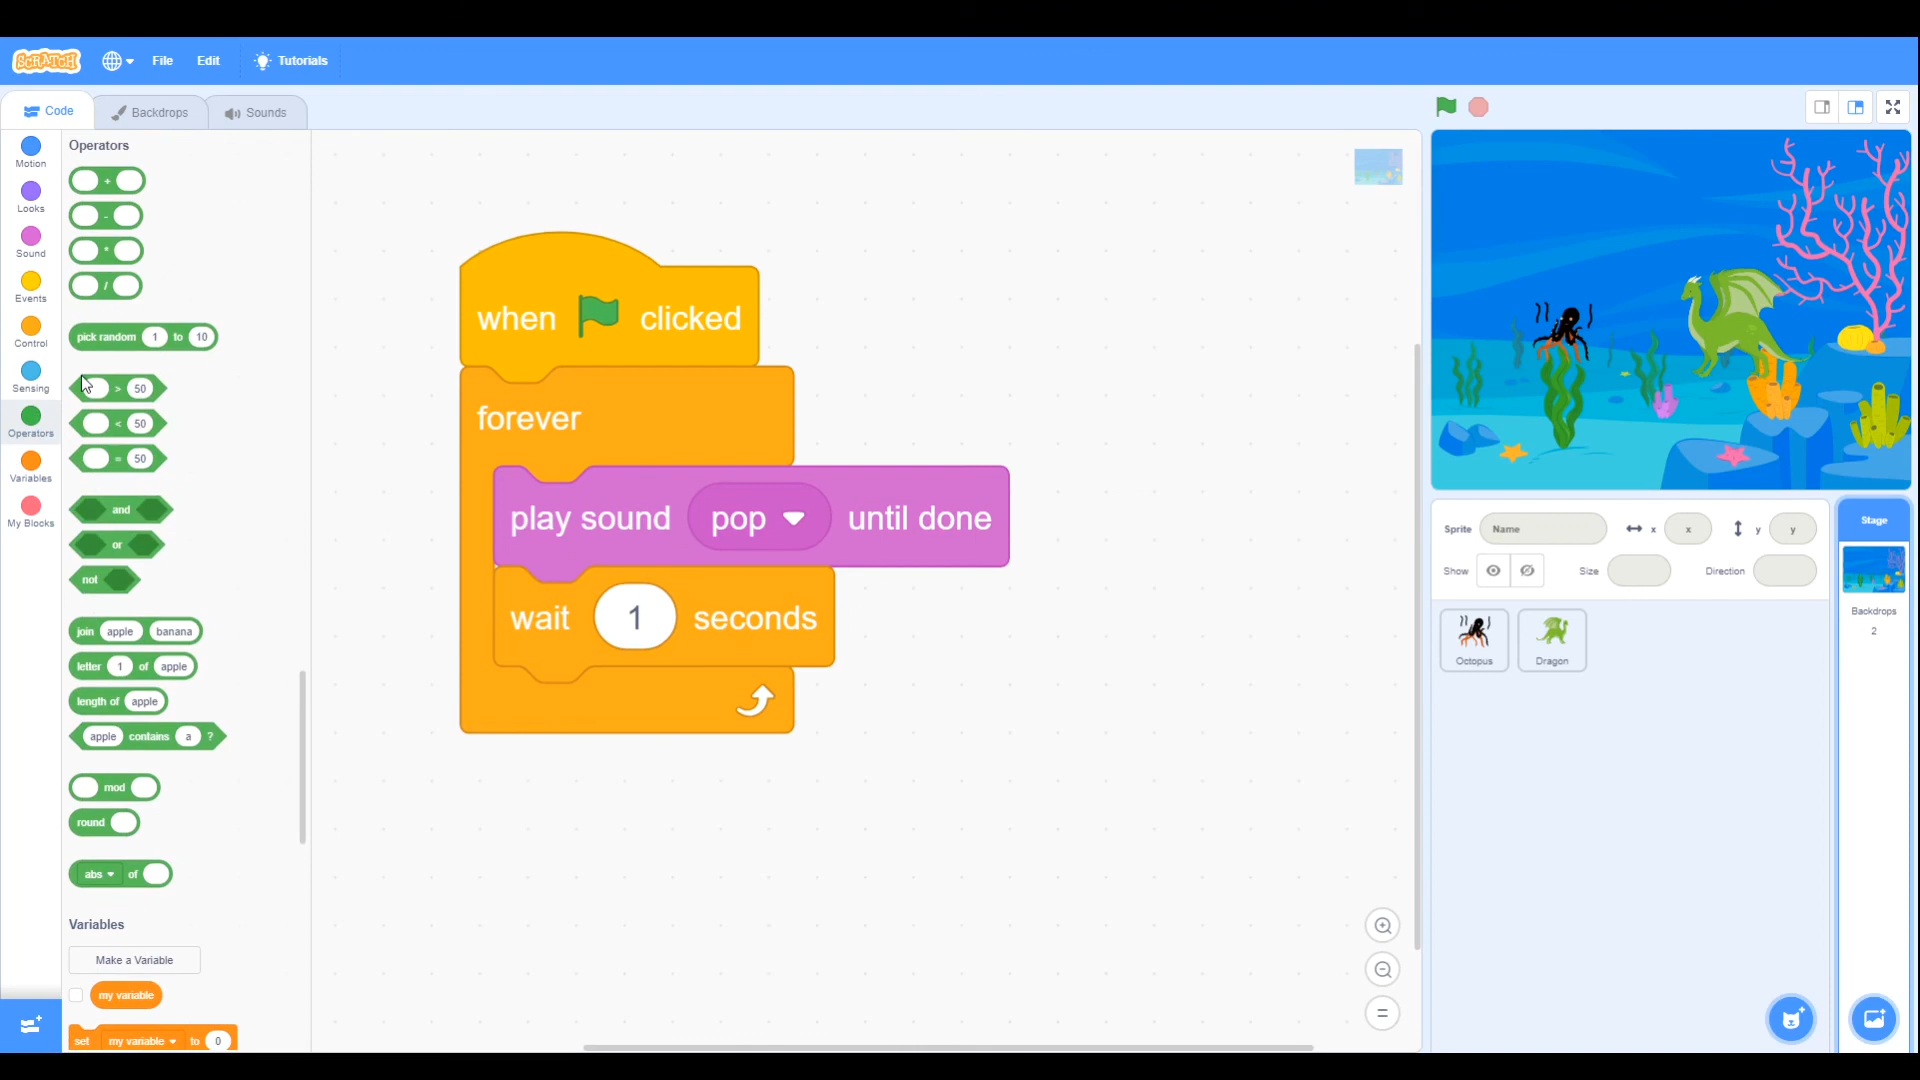 SCRATCH File Edit Tutorials
Code Backdrops Sounds
Motion
Looks
Sound
Events
Control
Sensing
Operators
Variables
My Blocks
Operators
+
-
*
/
pick random 1 to 10
> 50
< 50
= 50
and
or
not
join apple banana
letter 1 of apple
length of apple
apple contains a ?
mod
round
abs of
Variables
Make a Variable
my variable
set my variable to 0
when clicked
forever
play sound pop until done
wait 1 seconds
Sprite Name x x y y
Show Size Direction
Octopus
Dragon
Stage
Backdrops
2